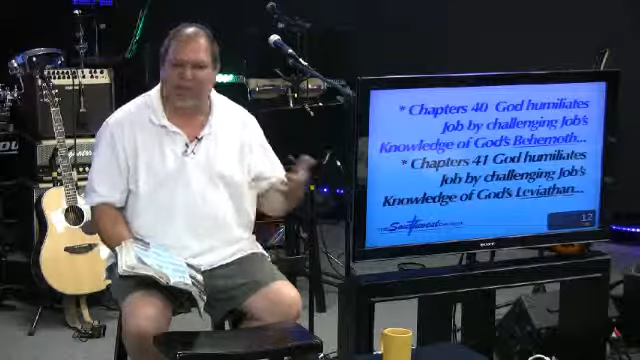 * Chapters 40 God humiliates
Job by challenging Job's
Knowledge of God's Behemoth...
* Chapters 41 God humiliates
Job by challenging Job's
Knowledge of God's Leviathan...
Southwest
12
SONY